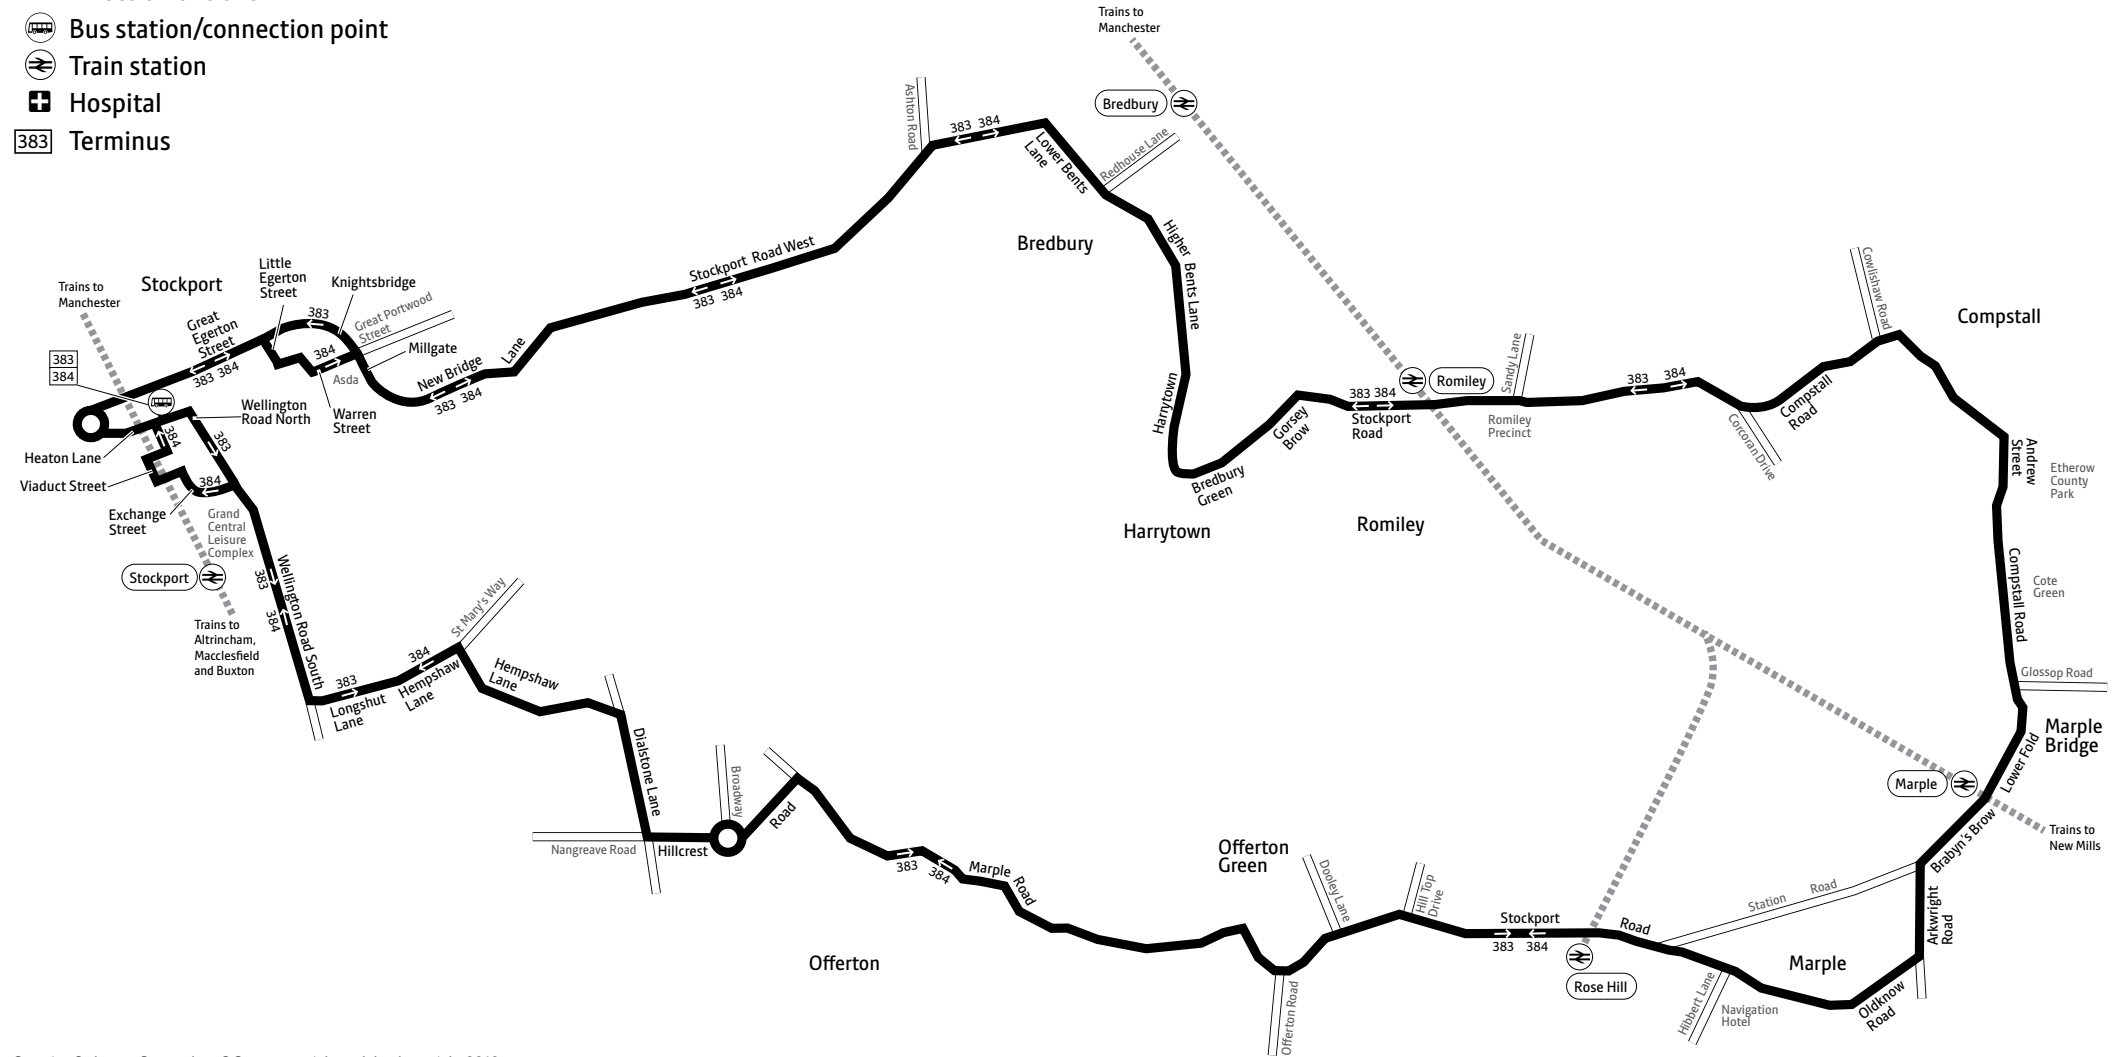 Bus station/connection point
Train station
Hospital
383 Terminus
Trains to
Manchester
Bredbury
Ashton Road
383 384
Lower Bents
Lane
Redhouse Lane
Bredbury
Higher Bents Lane
Stockport Road West
383 384
Stockport
Trains to
Manchester
Little
Egerton
Street
Knightsbridge
383
Great Portwood
Street
Great
Egerton
Street
383 384
384
Millgate
Asda
New Bridge Lane
383 384
383
384
Wellington
Road North
Warren
Street
Heaton Lane
384
383
Viaduct Street
384
Exchange
Street
Grand
Central
Leisure
Complex
Stockport
Trains to
Altrincham,
Macclesfield
and Buxton
383
384
Wellington Road South
383
Longshut
Lane
384
Hempshaw
Lane
St Mary's Way
Hempshaw
Lane
Dialstone Lane
Nangreave Road
Hillcrest
Broadway
Road
383
384
Marple Road
Offerton
Harrytown
Bredbury
Green
Gorsey
Brow
Harrytown
383 384
Stockport
Road
Romiley
Romiley
Sandy Lane
Romiley
Precinct
383 384
Corcoran Drive
Compstall
Road
Cowlishaw Road
Compstall
Andrew
Street
Etherow
County
Park
Compstall Road
Cote
Green
Glossop Road
Marple
Bridge
Lower Fold
Marple
Trains to
New Mills
Brabyn's Brow
Station Road
Arkwright
Road
Marple
Oldknow
Road
Navigation
Hotel
Hibbert Lane
Stockport Road
383 384
Rose Hill
Hill Top
Drive
Dooley Lane
Offerton
Green
Offerton Road